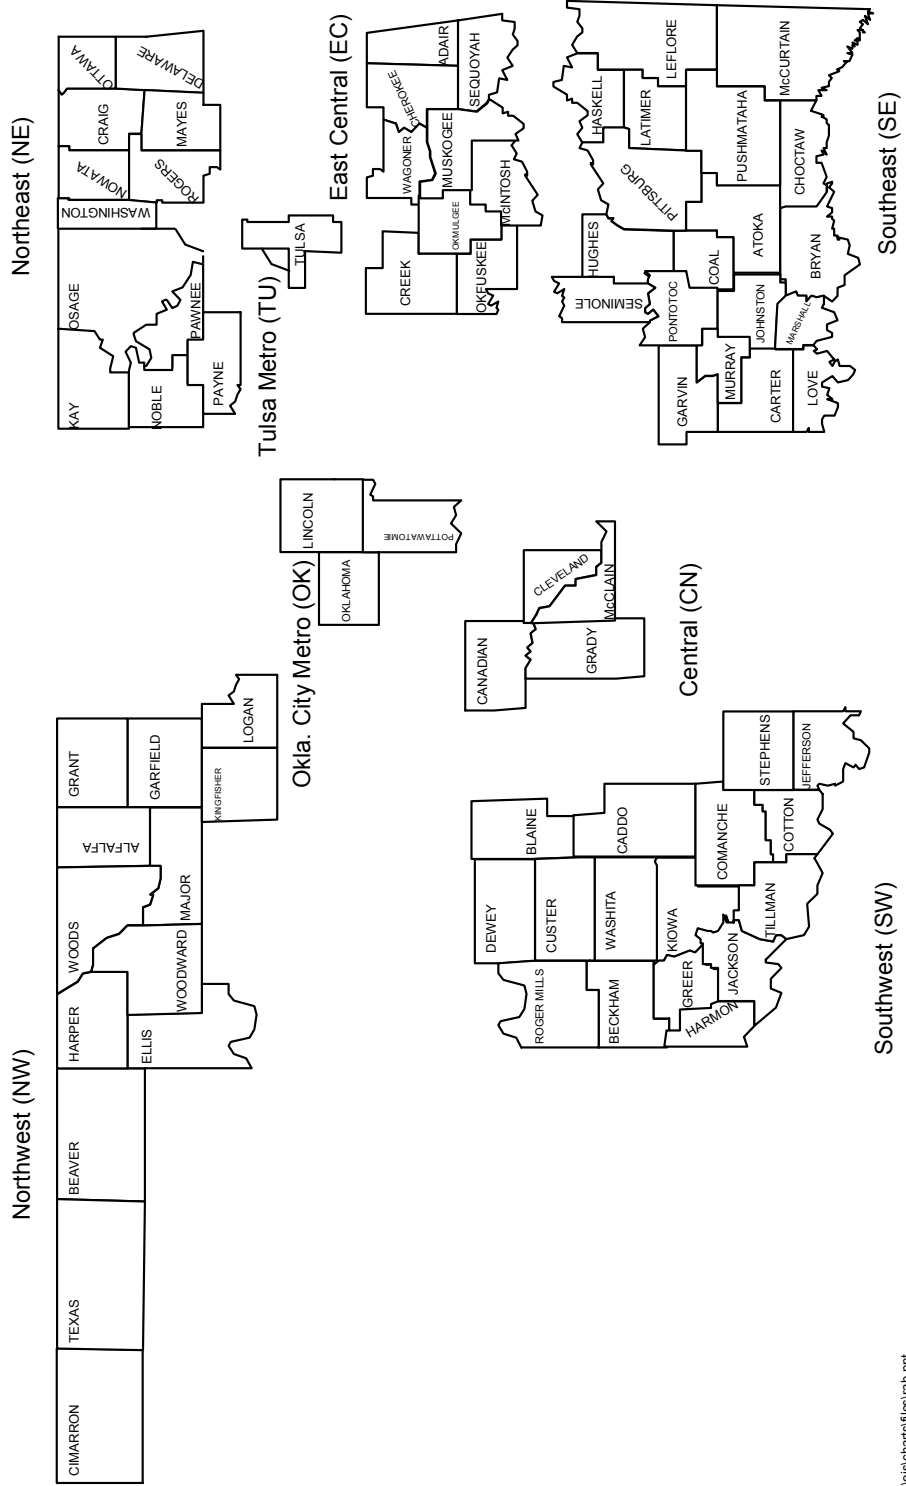 Northwest (NW)
CIMARRON
TEXAS
BEAVER
HARPER
ELLIS
WOODS
WOODWARD
ALFALFA
MAJOR
GRANT
GARFIELD
KINGFISHER
LOGAN
Northeast (NE)
KAY
OSAGE
NOBLE
PAWNEE
PAYNE
WASHINGTON
NOWATA
CRAIG
OTTAWA
DELAWARE
MAYES
ROGERS
Tulsa Metro (TU)
TULSA
Okla. City Metro (OK)
LINCOLN
OKLAHOMA
POTTAWATOMIE
East Central (EC)
CREEK
OKFUSKEE
OKMULGEE
WAGONER
CHEROKEE
ADAIR
MUSKOGEE
SEQUOYAH
McINTOSH
Central (CN)
CANADIAN
CLEVELAND
McCLAIN
GRADY
Southwest (SW)
ROGER MILLS
DEWEY
BLAINE
CUSTER
BECKHAM
WASHITA
CADDO
KIOWA
GREER
HARMON
JACKSON
TILLMAN
COMANCHE
COTTON
STEPHENS
JEFFERSON
Southeast (SE)
SEMINOLE
HUGHES
PITTSBURG
HASKELL
LATIMER
LEFLORE
PONTOTOC
COAL
GARVIN
MURRAY
JOHNSTON
ATOKA
PUSHMATAHA
McCURTAIN
CARTER
LOVE
MARSHALL
BRYAN
CHOCTAW